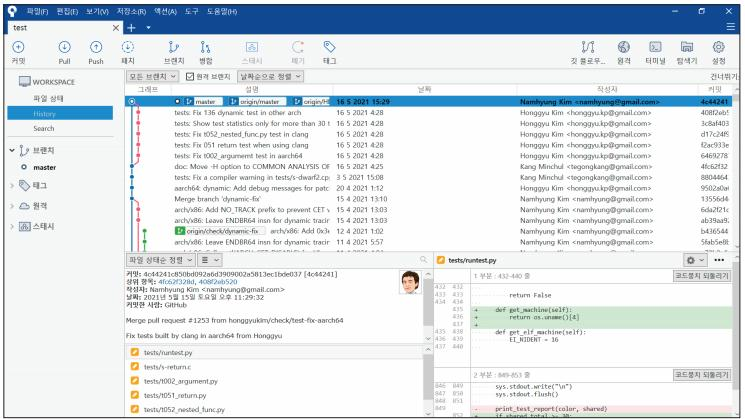 파일(F) 편집(E) 보기(V) 저장소(R) 액션(A) 도구 도움말(H)
test
커밋 Pull Push 패치 브랜치 병합 스태시 폐기 태그 깃 플로우... 원격 터미널 탐색기 설정
WORKSPACE
파일 상태
History
Search
브랜치
master
태그
원격
스태시
모든 브랜치 원격 브랜치 날짜순으로 정렬 건너뛰기:
그래프 설명 날짜 작성자 커밋
master origin/master origin/HE 16 5 2021 15:29 Namhyung Kim <namhyung@gmail.com> 4c44241
tests: Fix 136 dynamic test in other arch 16 5 2021 4:28 Honggyu Kim <honggyu.kp@gmail.com> 408f2eb5
tests: Show test statistics only for more than 30 t 16 5 2021 4:28 Honggyu Kim <honggyu.kp@gmail.com> 3c8af403
tests: Fix t052_nested_func.py test in clang 16 5 2021 4:28 Honggyu Kim <honggyu.kp@gmail.com> d17c24f9
tests: Fix 051 return test when using clang 16 5 2021 4:28 Honggyu Kim <honggyu.kp@gmail.com> f2ac933e
tests: Fix t002_argument test in aarch64 16 5 2021 4:28 Honggyu Kim <honggyu.kp@gmail.com> 6469278
doc: Move -H option to COMMON ANALYSIS OF 16 5 2021 4:25 Kang Minchul <tegongkang@gmail.com> 4fc62f32
tests: Fix a compiler warning in tests/s-dwarf2.cp 3 5 2021 15:08 Kang Minchul <tegongkang@gmail.com> 8804464
aarch64: dynamic: Add debug messages for patc 20 4 2021 1:12 Honggyu Kim <honggyu.kp@gmail.com> 9502a0a
Merge branch 'dynamic-fix' 15 4 2021 13:10 Namhyung Kim <namhyung@gmail.com> 13556d4
arch/x86: Add NO_TRACK prefix to prevent CET v 15 4 2021 13:03 Namhyung Kim <namhyung@gmail.com> 6da2f21c
arch/x86: Leave ENDBR64 insn for dynamic tracin 15 4 2021 13:03 Namhyung Kim <namhyung@gmail.com> ab39aa92
origin/check/dynamic-fix arch/x86: Add 0x3e 12 4 2021 1:02 Namhyung Kim <namhyung@gmail.com> b436544
arch/x86: Leave ENDBR64 insn for dynamic tracin 11 4 2021 5:57 Namhyung Kim <namhyung@gmail.com> 5fab5e8
파일 상태순 정렬
커밋: 4c44241c850bd092a6d3909002a5813ec1bde037 [4c44241]
상위 항목: 4fc62f328d, 408f2eb520
작성자: Namhyung Kim <namhyung@gmail.com>
날짜: 2021년 5월 15일 토요일 오후 11:29:32
커밋한 사람: GitHub
Merge pull request #1253 from honggyukim/check/test-fix-aarch64
Fix tests built by clang in aarch64 from Honggyu
tests/runtest.py
tests/s-return.c
tests/t002_argument.py
tests/t051_return.py
tests/t052_nested_func.py
tests/runtest.py
1 부분 : 432-440 줄 코드뭉치 되돌리기
432 432
433 433 return False
434 434
435 + def get_machine(self):
436 + return os.uname()[4]
437 +
435 438 def get_elf_machine(self):
436 439 EI_NIDENT = 16
437 440
2 부분 : 849-853 줄 코드뭉치 되돌리기
846 849 sys.stdout.write("\n")
847 850 sys.stdout.flush()
848 851
849 - print_test_report(color, shared)
852 + if shared.total >= 30: